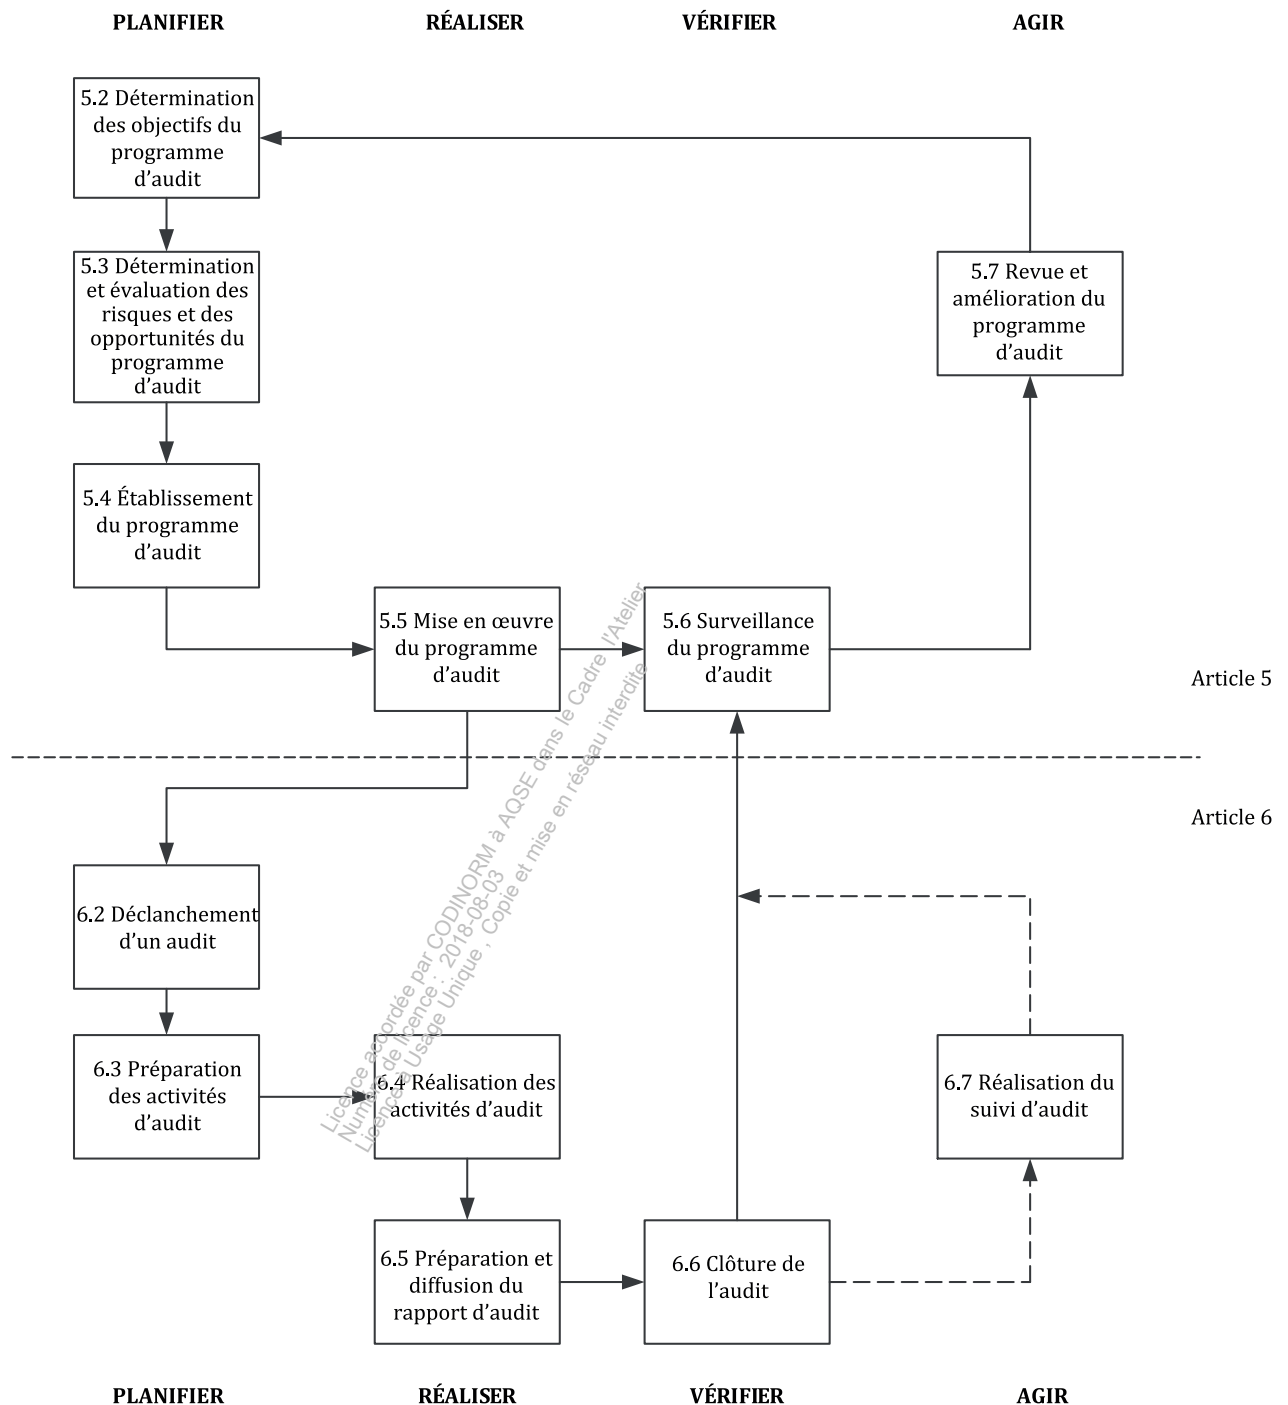 PLANIFIER
RÉALISER
VÉRIFIER
AGIR
5.2 Détermination
des objectifs du
programme
d'audit
5.3 Détermination
et évaluation des
risques et des
opportunités du
programme
d'audit
5.7 Revue et
amélioration du
programme
d'audit
5.4 Établissement
du programme
d'audit
5.5 Mise en œuvre
du programme
d'audit
5.6 Surveillance
du programme
d'audit
Article 5
Article 6
6.2 Déclanchement
d'un audit
6.3 Préparation
des activités
d'audit
6.4 Réalisation des
activités d'audit
6.7 Réalisation du
suivi d'audit
6.5 Préparation et
diffusion du
rapport d'audit
6.6 Clôture de
l'audit
PLANIFIER
RÉALISER
VÉRIFIER
AGIR
Licence accordée par CODINORM à AQSE dans le Cadre l'Atelier
Numéro de licence : 2018-08-03
Licence à Usage Unique , Copie et mise en réseau interdite